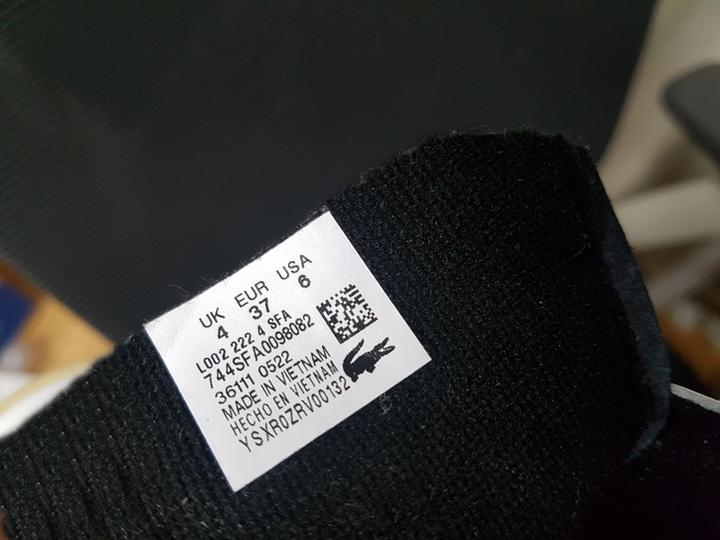 UK EUR USA
4 37 6
L002 222 4 SFA
744SFA0098082
36111 0522
MADE IN VIETNAM
HECHO EN VIETNAM
YSXR0ZRV00132